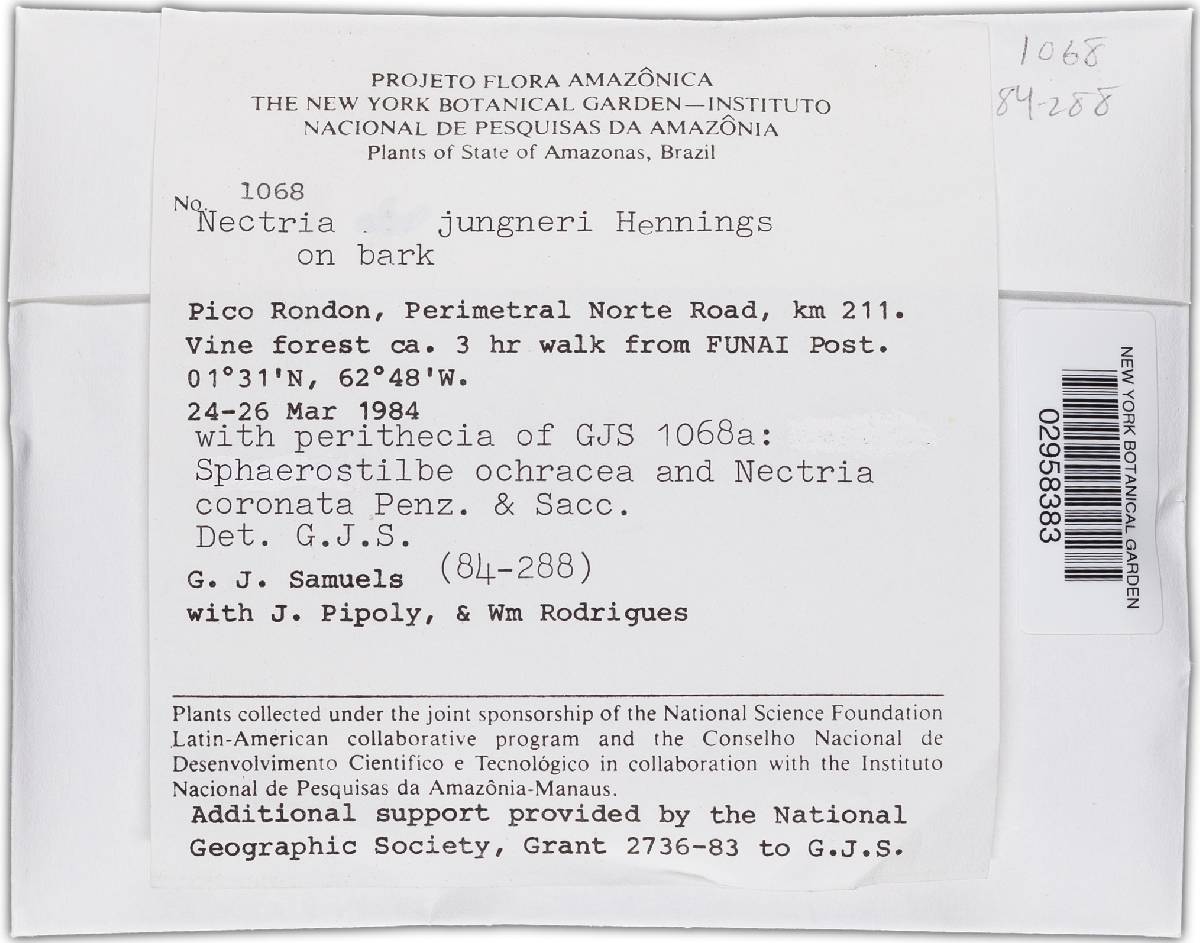 1068
84-288
PROJETO FLORA AMAZÔNICA
THE NEW YORK BOTANICAL GARDEN—INSTITUTO
NACIONAL DE PESQUISAS DA AMAZÔNIA
Plants of State of Amazonas, Brazil
No. 1068
Nectria jungneri Hennings
on bark
Pico Rondon, Perimetral Norte Road, km 211.
Vine forest ca. 3 hr walk from FUNAI Post.
01°31'N, 62°48'W.
24-26 Mar 1984
with perithecia of GJS 1068a:
Sphaerostilbe ochracea and Nectria
coronata Penz. & Sacc.
Det. G.J.S.
G. J. Samuels (84-288)
with J. Pipoly, & Wm Rodrigues
Plants collected under the joint sponsorship of the National Science Foundation
Latin-American collaborative program and the Conselho Nacional de
Desenvolvimento Cientifico e Tecnológico in collaboration with the Instituto
Nacional de Pesquisas da Amazônia-Manaus.
Additional support provided by the National
Geographic Society, Grant 2736-83 to G.J.S.
NEW YORK BOTANICAL GARDEN
02958383